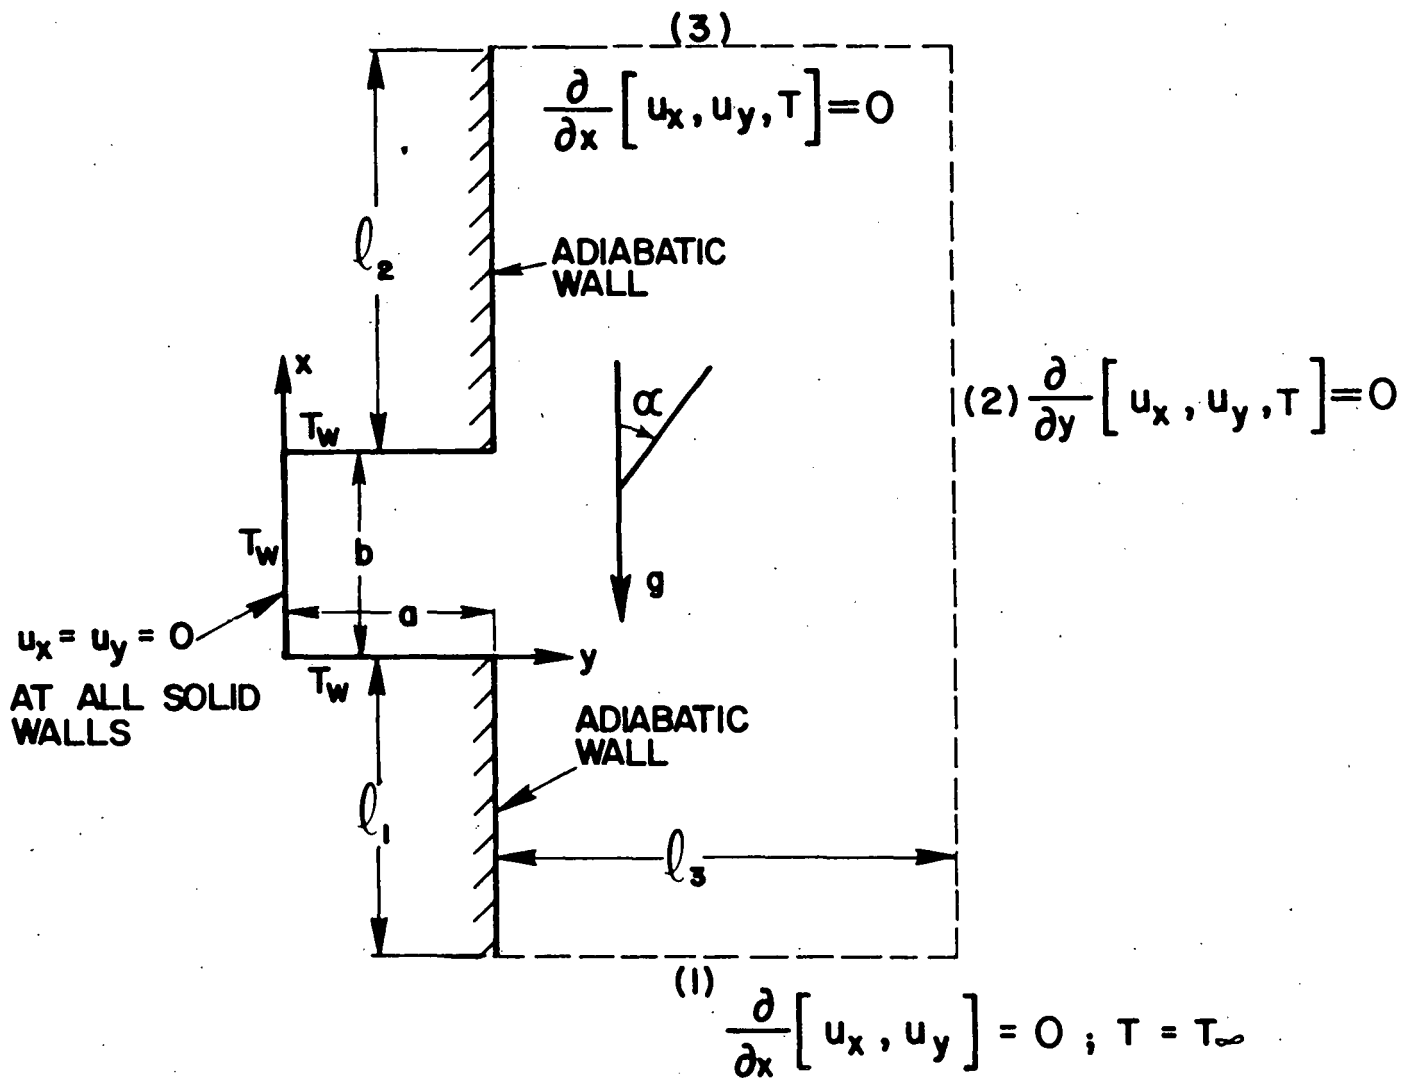 (3)
∂/∂x [ u_x, u_y, T ] = 0
ℓ_2
ADIABATIC
WALL
x
T_w
α
(2) ∂/∂y [ u_x, u_y, T ] = 0
T_w
b
g
a
u_x = u_y = 0
AT ALL SOLID
WALLS
y
T_w
ADIABATIC
WALL
ℓ_1
ℓ_3
(1)
∂/∂x [ u_x, u_y ] = 0 ; T = T_∞